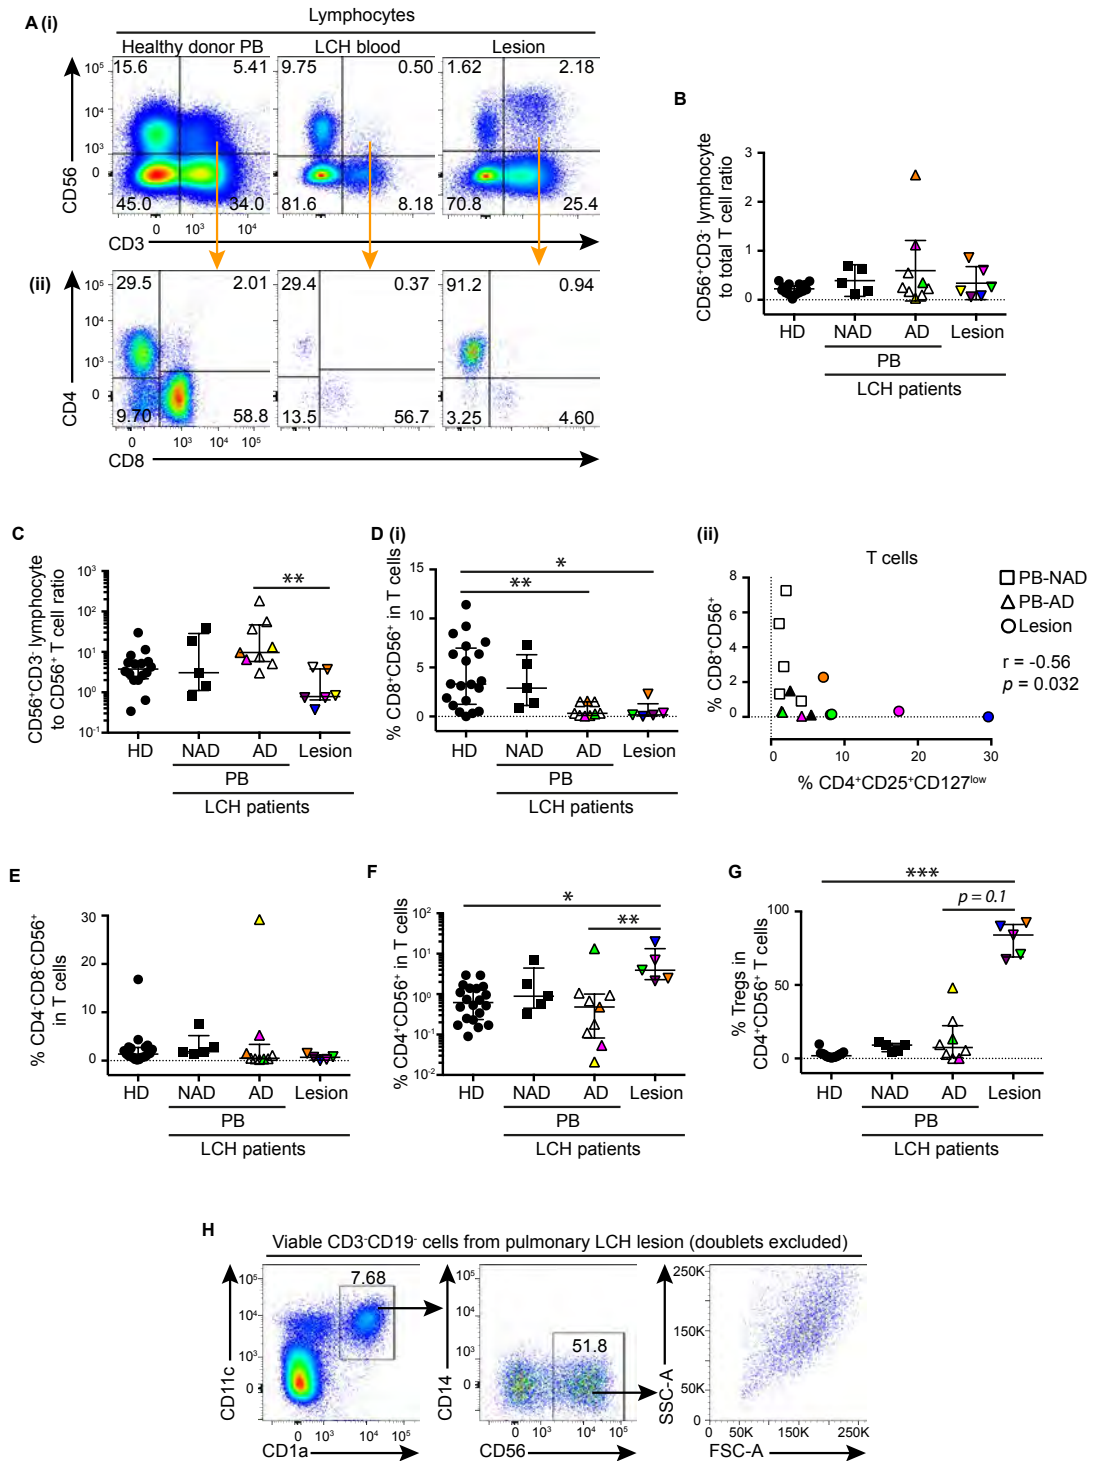 A (i)
Lymphocytes
Healthy donor PB LCH blood Lesion
15.6 5.41 9.75 0.50 1.62 2.18
10⁵
10⁴
10³
0
CD56
45.0 34.0 81.6 8.18 70.8 25.4
0 10³ 10⁴
CD3
(ii)
29.5 2.01 29.4 0.37 91.2 0.94
10⁵
10⁴
10³
0
CD4
9.70 58.8 13.5 56.7 3.25 4.60
0 10³ 10⁴ 10⁵
CD8
B
CD56⁺CD3⁻ lymphocyte
to total T cell ratio
3
2
1
0
HD NAD AD Lesion
PB
LCH patients
C
CD56⁺CD3⁻ lymphocyte
to CD56⁺ T cell ratio
10³
10²
10¹
10⁰
10⁻¹
**
HD NAD AD Lesion
PB
LCH patients
D (i)
% CD8⁺CD56⁺ in T cells
15
10
5
0
*
**
HD NAD AD Lesion
PB
LCH patients
(ii)
T cells
% CD8⁺CD56⁺
8
6
4
2
0
0 10 20 30
% CD4⁺CD25⁺CD127ˡᵒʷ
PB-NAD
PB-AD
Lesion
r = -0.56
p = 0.032
E
% CD4⁻CD8⁻CD56⁺
in T cells
30
20
10
0
HD NAD AD Lesion
PB
LCH patients
F
% CD4⁺CD56⁺ in T cells
10²
10¹
10⁰
10⁻¹
10⁻²
*
**
HD NAD AD Lesion
PB
LCH patients
G
% Tregs in
CD4⁺CD56⁺ T cells
100
50
0
***
p = 0.1
HD NAD AD Lesion
PB
LCH patients
H
Viable CD3⁻CD19⁻ cells from pulmonary LCH lesion (doublets excluded)
7.68
10⁵
10⁴
10³
0
CD11c
0 10³ 10⁴ 10⁵
CD1a
51.8
10⁵
10⁴
10³
0
CD14
0 10³ 10⁴ 10⁵
CD56
250K
150K
50K
0
SSC-A
0 50K 150K 250K
FSC-A